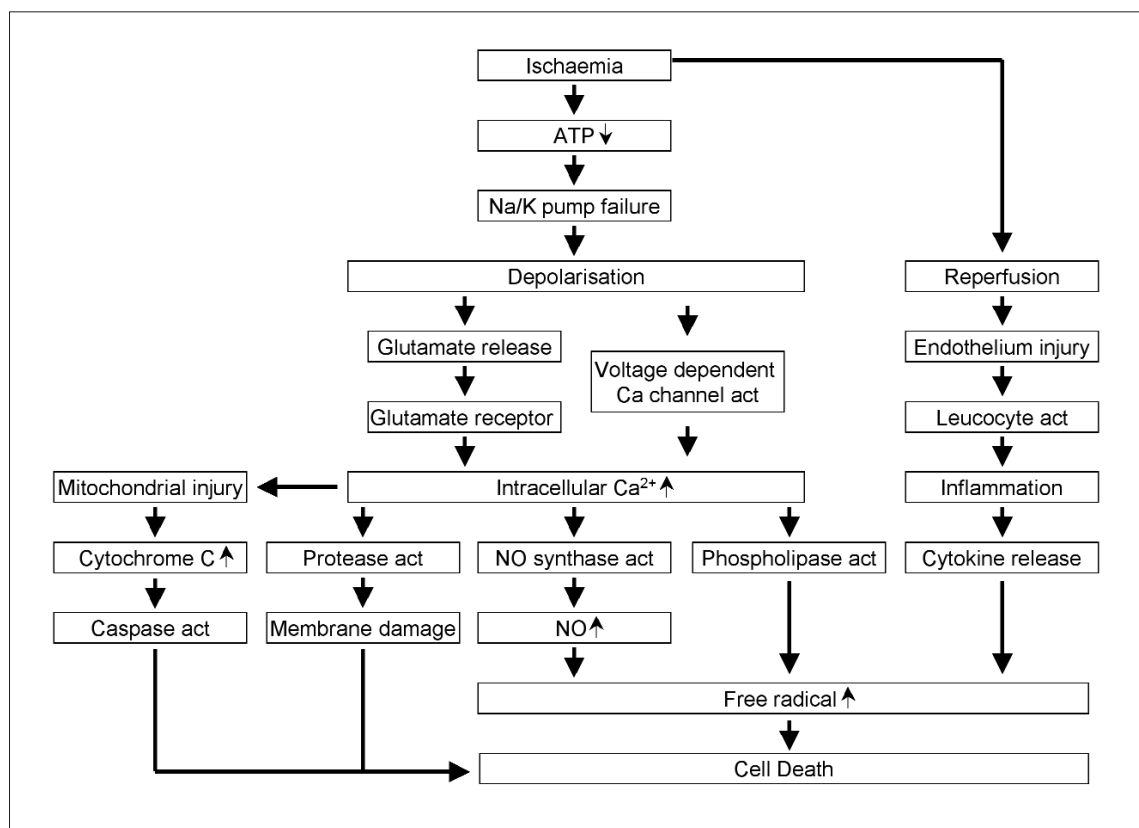 Ischaemia
ATP
Na/K pump failure
Depolarisation
Reperfusion
Glutamate release
Endothelium injury
Voltage dependent
Ca channel act
Glutamate receptor
Leucocyte act
Mitochondrial injury
Intracellular Ca²⁺
Inflammation
Cytochrome C
Protease act
NO synthase act
Phospholipase act
Cytokine release
Caspase act
Membrane damage
NO
Free radical
Cell Death